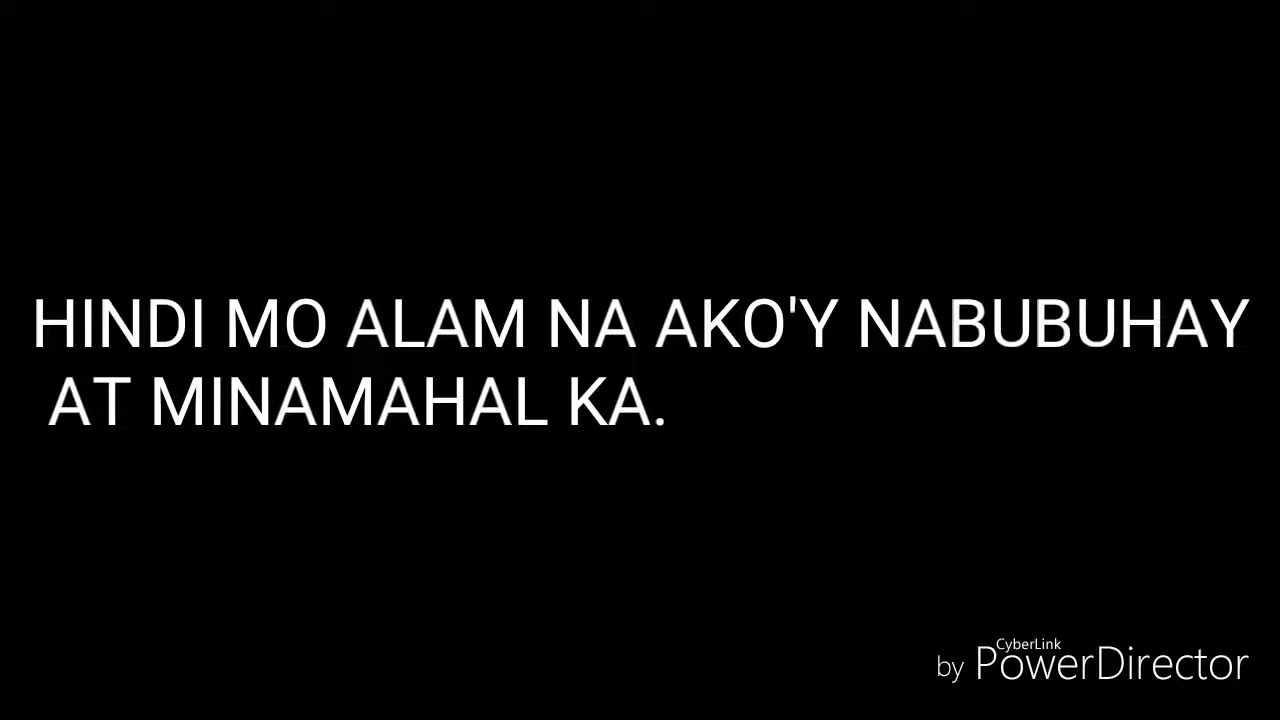 HINDI MO ALAM NA AKO'Y NABUBUHAY
AT MINAMAHAL KA.
CyberLink
by PowerDirector